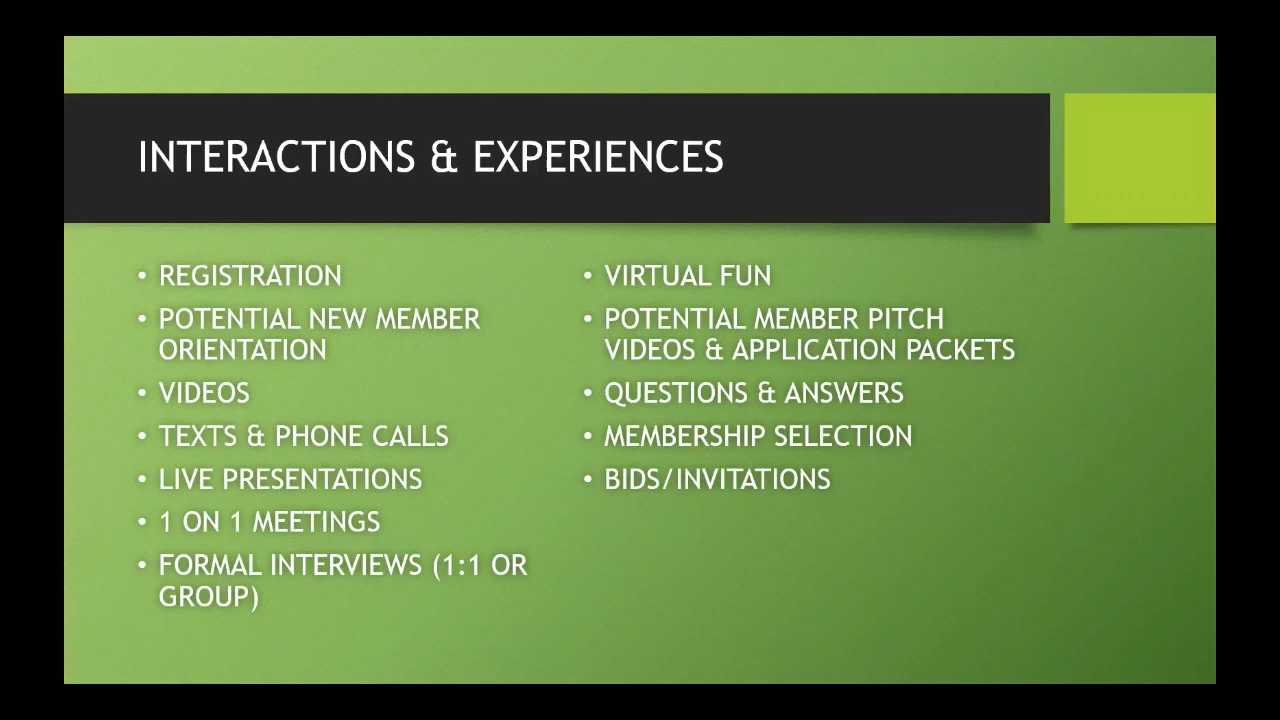 INTERACTIONS & EXPERIENCES
• REGISTRATION
• POTENTIAL NEW MEMBER
ORIENTATION
• VIDEOS
• TEXTS & PHONE CALLS
• LIVE PRESENTATIONS
• 1 ON 1 MEETINGS
• FORMAL INTERVIEWS (1:1 OR
GROUP)
• VIRTUAL FUN
• POTENTIAL MEMBER PITCH
VIDEOS & APPLICATION PACKETS
• QUESTIONS & ANSWERS
• MEMBERSHIP SELECTION
• BIDS/INVITATIONS